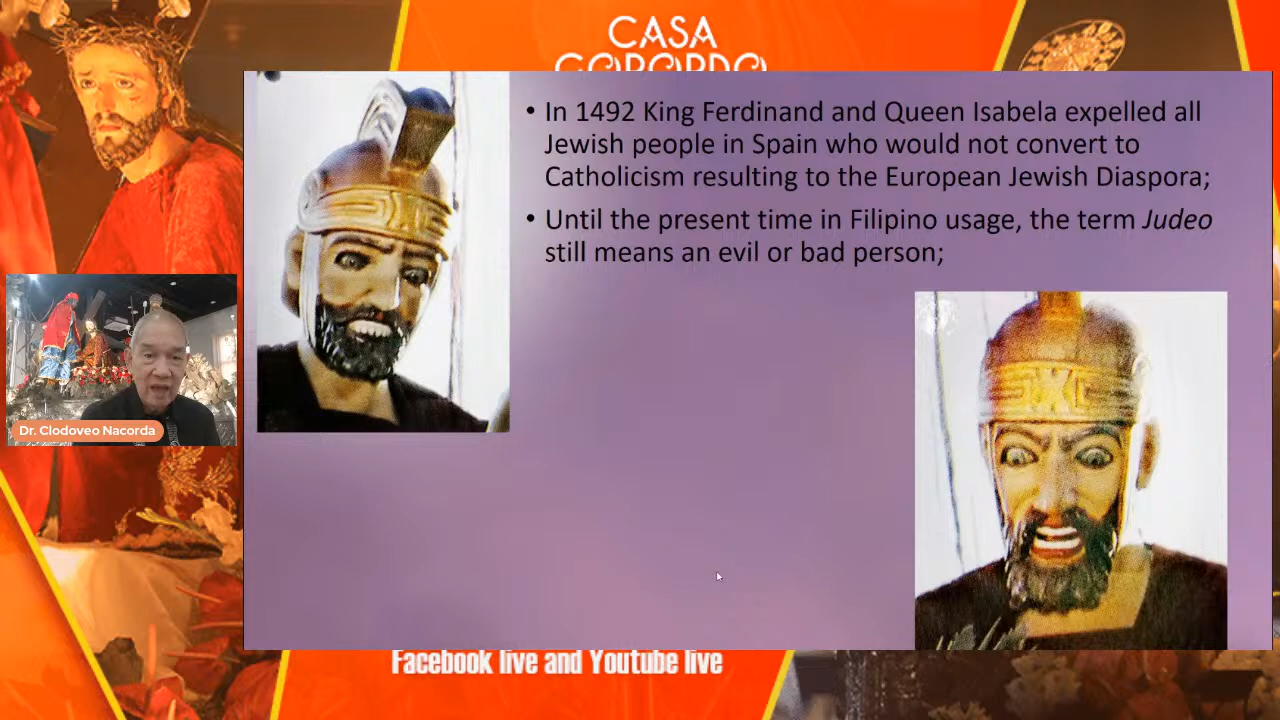 CASA
GORORDO
• In 1492 King Ferdinand and Queen Isabela expelled all
Jewish people in Spain who would not convert to
Catholicism resulting to the European Jewish Diaspora;
• Until the present time in Filipino usage, the term Judeo
still means an evil or bad person;
Dr. Clodoveo Nacorda
Facebook live and Youtube live